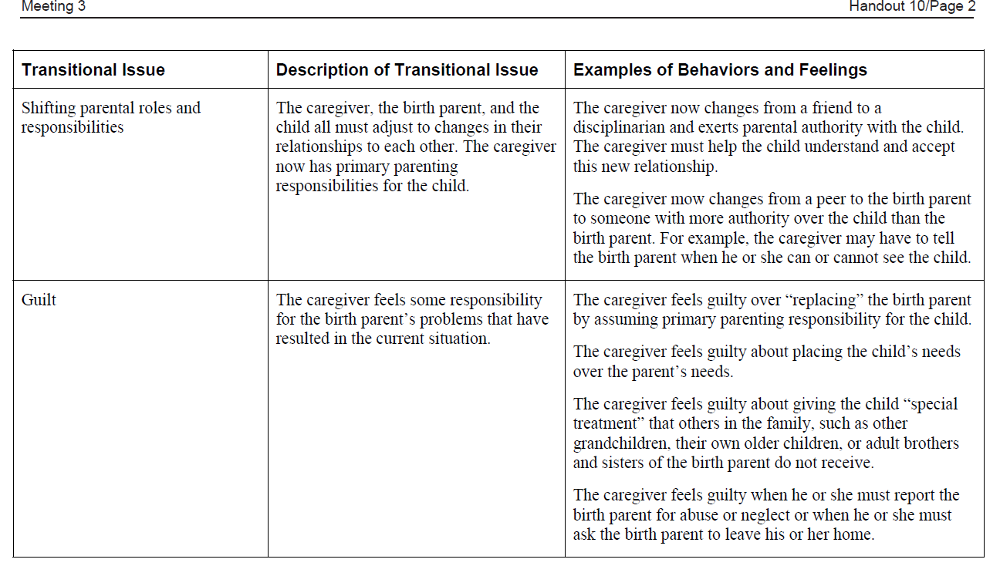 Meeting 3
Handout 10/Page 2
Transitional Issue
Description of Transitional Issue
Examples of Behaviors and Feelings
Shifting parental roles and
responsibilities
The caregiver, the birth parent, and the
child all must adjust to changes in their
relationships to each other. The caregiver
now has primary parenting
responsibilities for the child.
The caregiver now changes from a friend to a
disciplinarian and exerts parental authority with the child.
The caregiver must help the child understand and accept
this new relationship.
The caregiver mow changes from a peer to the birth parent
to someone with more authority over the child than the
birth parent. For example, the caregiver may have to tell
the birth parent when he or she can or cannot see the child.
Guilt
The caregiver feels some responsibility
for the birth parent’s problems that have
resulted in the current situation.
The caregiver feels guilty over “replacing” the birth parent
by assuming primary parenting responsibility for the child.
The caregiver feels guilty about placing the child’s needs
over the parent’s needs.
The caregiver feels guilty about giving the child “special
treatment” that others in the family, such as other
grandchildren, their own older children, or adult brothers
and sisters of the birth parent do not receive.
The caregiver feels guilty when he or she must report the
birth parent for abuse or neglect or when he or she must
ask the birth parent to leave his or her home.